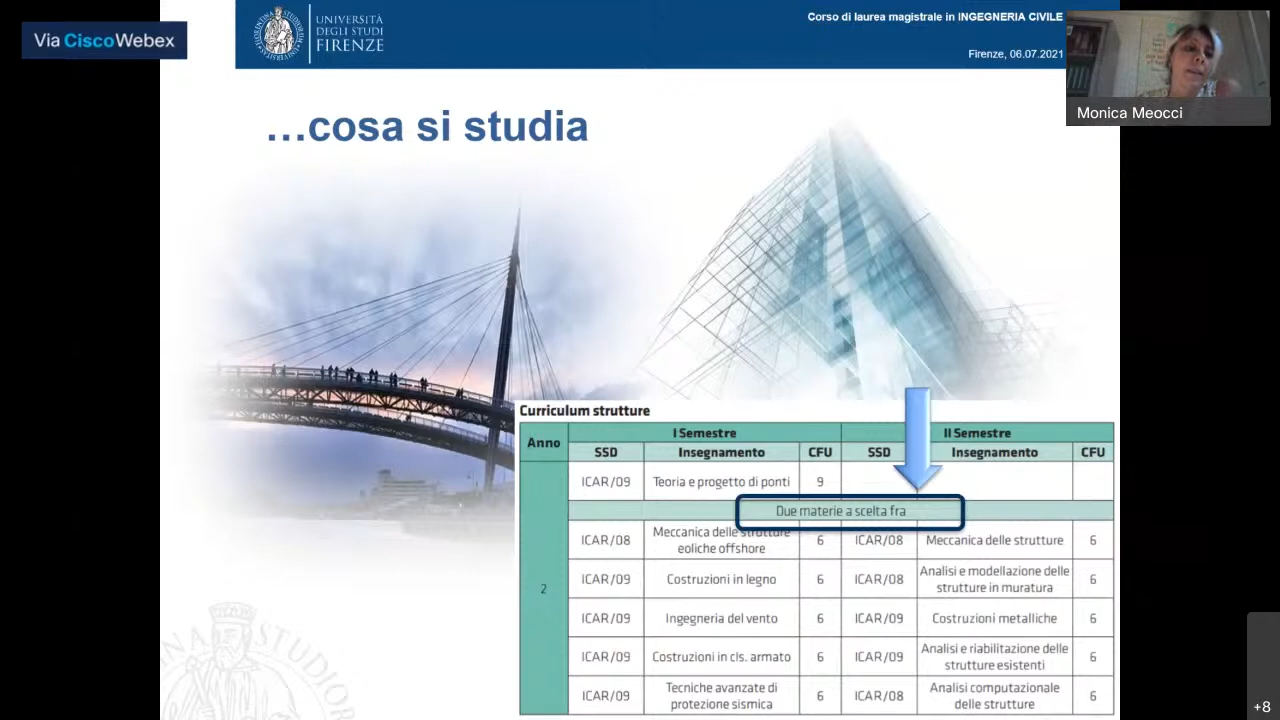 Via Cisco Webex
UNIVERSITÀ
DEGLI STUDI
FIRENZE
Corso di laurea magistrale in INGEGNERIA CIVILE
Firenze, 06.07.2021
Monica Meocci
…cosa si studia
Curriculum strutture
Anno
I Semestre
II Semestre
SSD Insegnamento CFU SSD Insegnamento CFU
ICAR/09 Teoria e progetto di ponti 9
Due materie a scelta fra
2
ICAR/08 Meccanica delle strutture
eoliche offshore 6 ICAR/08 Meccanica delle strutture 6
ICAR/09 Costruzioni in legno 6 ICAR/08 Analisi e modellazione delle
strutture in muratura 6
ICAR/09 Ingegneria del vento 6 ICAR/09 Costruzioni metalliche 6
ICAR/09 Costruzioni in cls. armato 6 ICAR/09 Analisi e riabilitazione delle
strutture esistenti 6
ICAR/09 Tecniche avanzate di
protezione sismica 6 ICAR/08 Analisi computazionale
delle strutture 6
+8